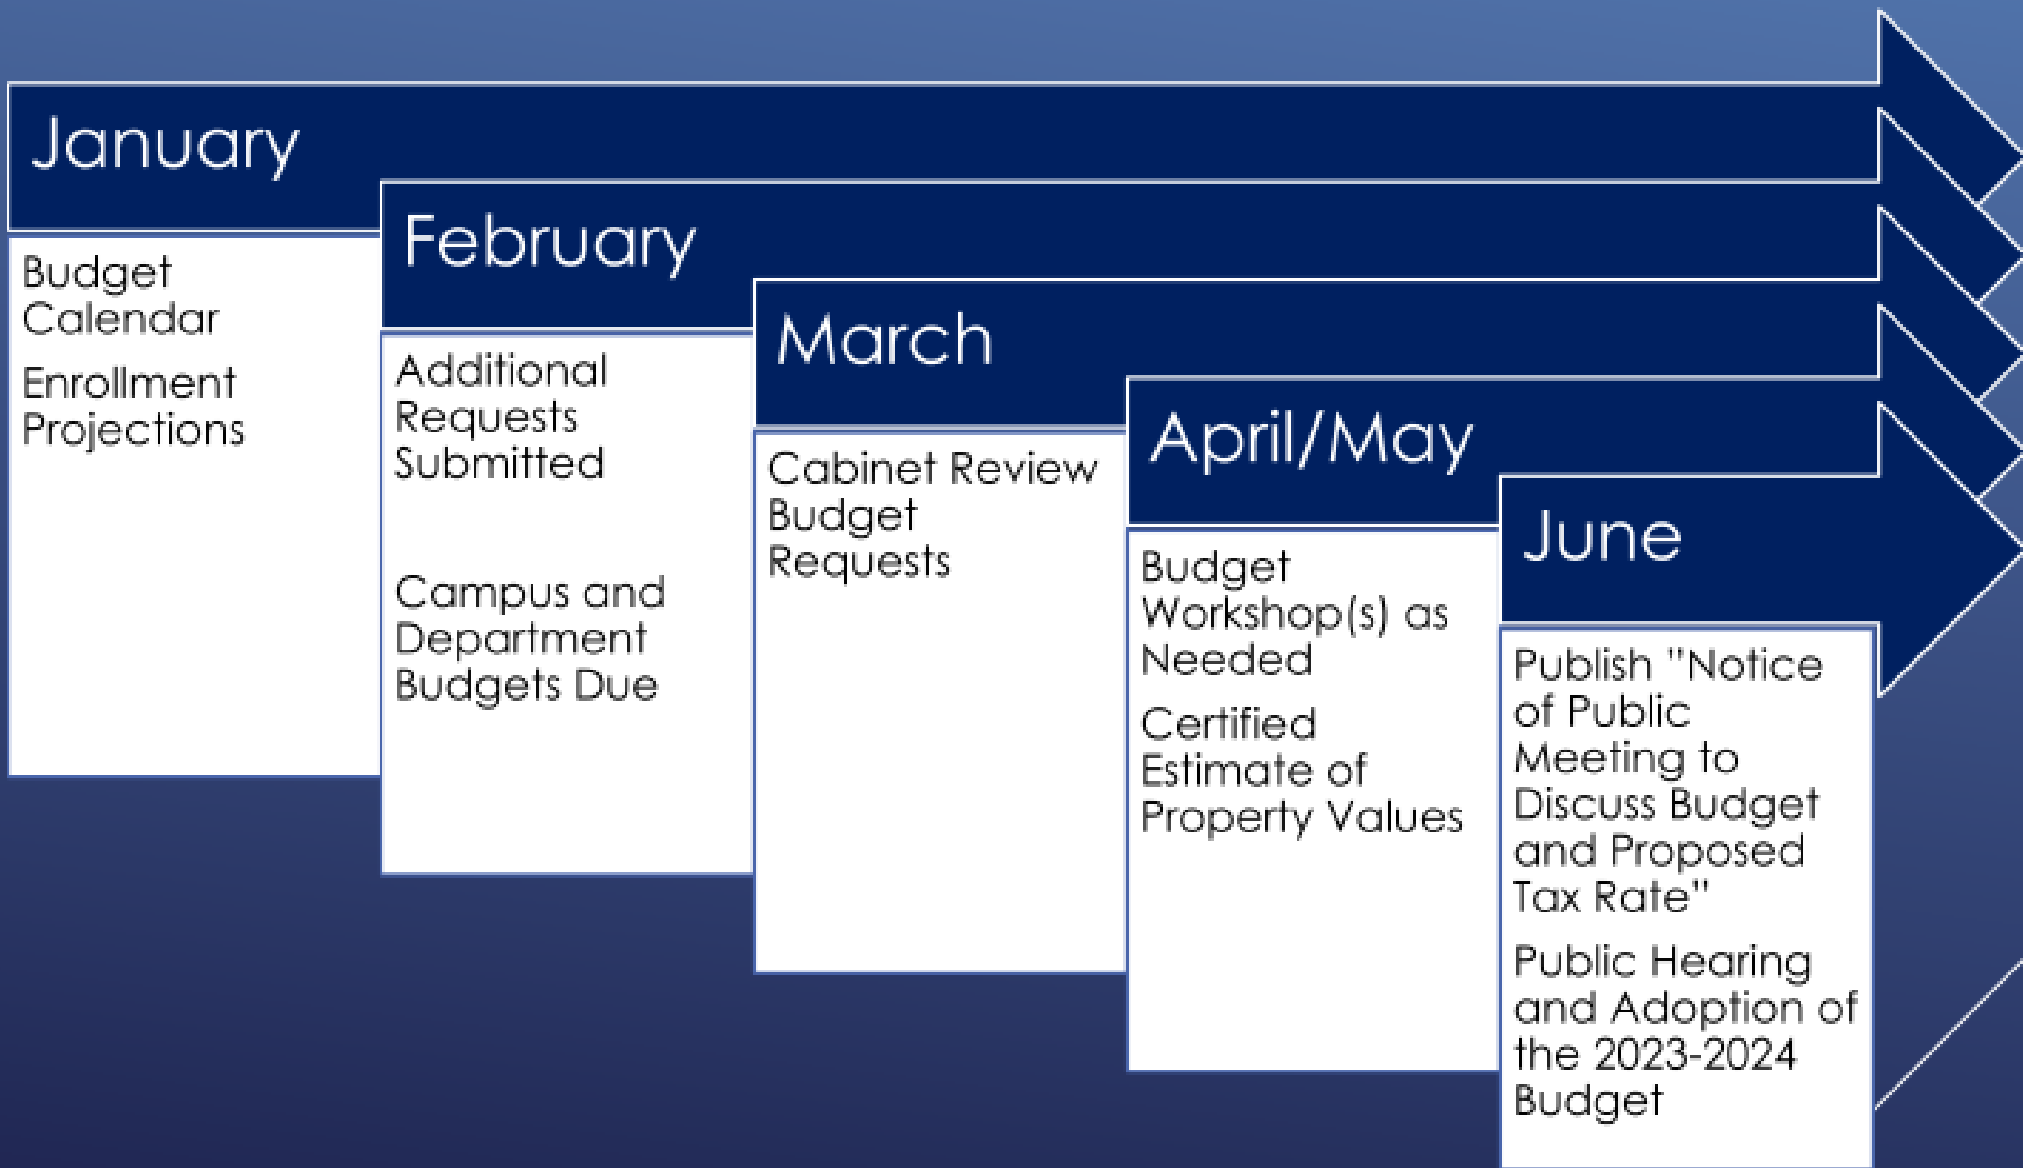 January
Budget
Calendar
Enrollment
Projections
February
Additional
Requests
Submitted
Campus and
Department
Budgets Due
March
Cabinet Review
Budget
Requests
April/May
Budget
Workshop(s) as
Needed
Certified
Estimate of
Property Values
June
Publish "Notice
of Public
Meeting to
Discuss Budget
and Proposed
Tax Rate"
Public Hearing
and Adoption of
the 2023-2024
Budget